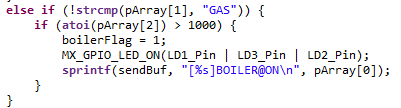 else if (!strcmp(pArray[1], "GAS")) {
    if (atoi(pArray[2]) > 1000) {
        boilerFlag = 1;
        MX_GPIO_LED_ON(LD1_Pin | LD3_Pin | LD2_Pin);
        sprintf(sendBuf, "[%s]BOILER@ON\n", pArray[0]);
    }
}